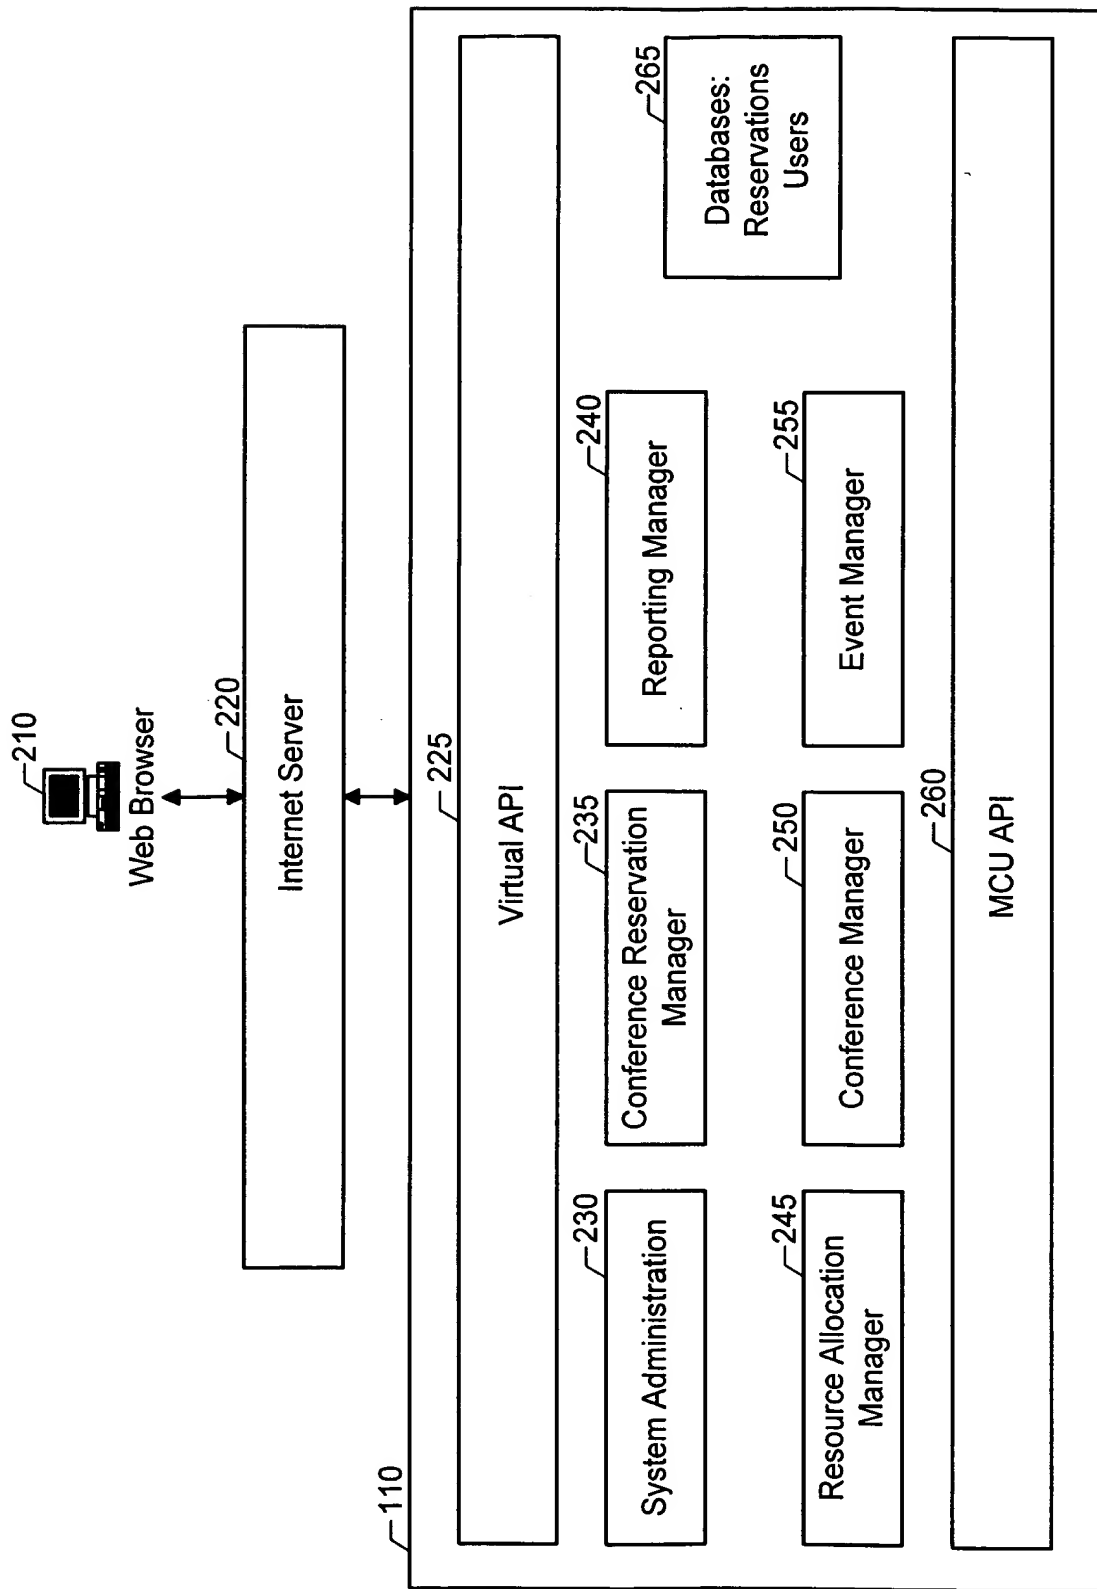 210
Web Browser
220
Internet Server
110
225
Virtual API
230
System Administration
235
Conference Reservation
Manager
240
Reporting Manager
265
Databases:
Reservations
Users
245
Resource Allocation
Manager
250
Conference Manager
255
Event Manager
260
MCU API